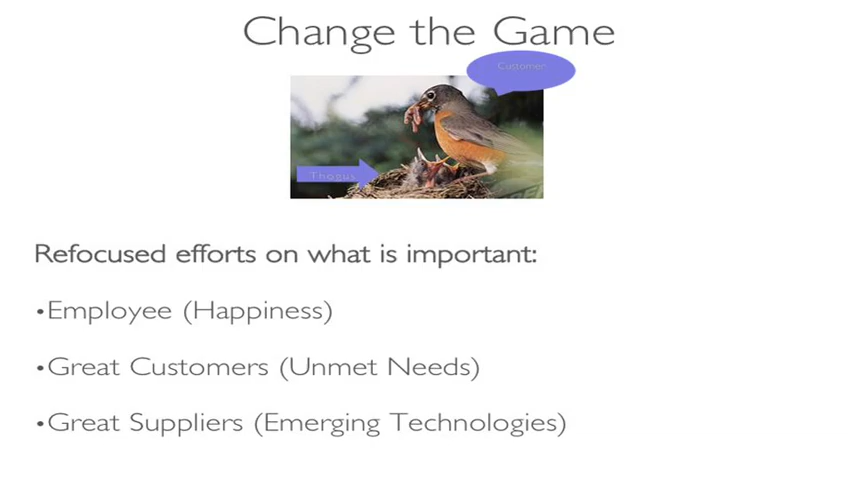 Change the Game
Customer
Thogus
Refocused efforts on what is important:
•Employee (Happiness)
•Great Customers (Unmet Needs)
•Great Suppliers (Emerging Technologies)